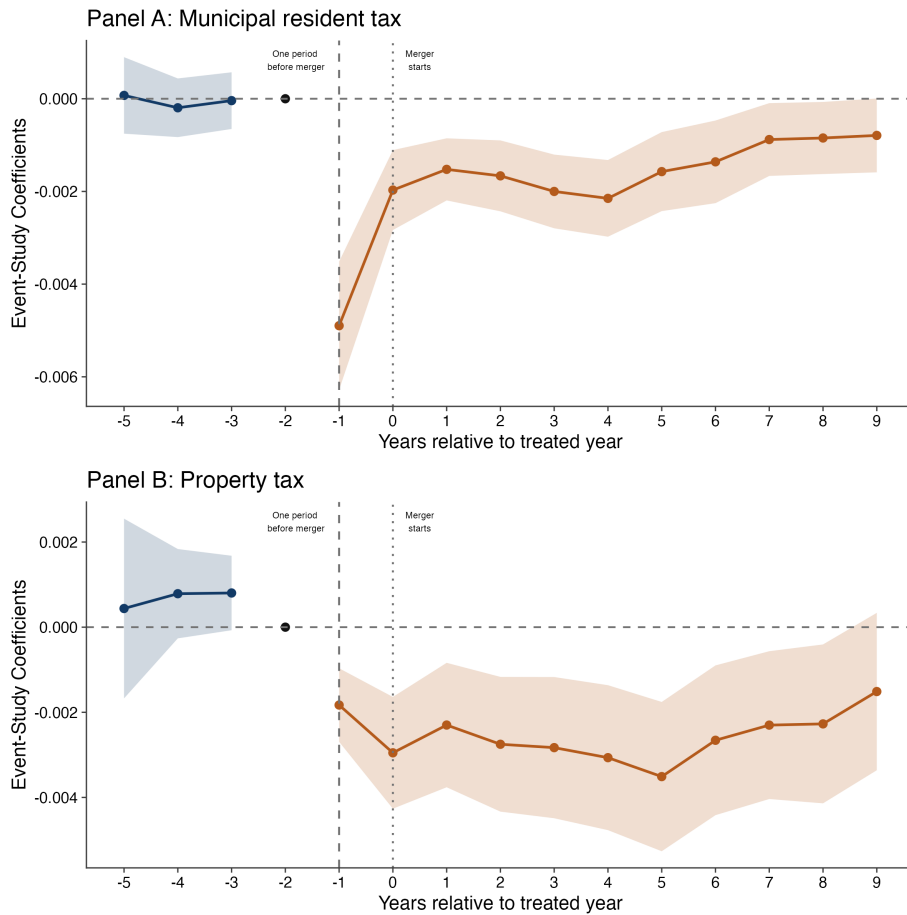 Panel A: Municipal resident tax
One period
before merger
Merger
starts
0.000
-0.002
-0.004
-0.006
Event-Study Coefficients
-5 -4 -3 -2 -1 0 1 2 3 4 5 6 7 8 9
Years relative to treated year
Panel B: Property tax
One period
before merger
Merger
starts
0.002
0.000
-0.002
-0.004
Event-Study Coefficients
-5 -4 -3 -2 -1 0 1 2 3 4 5 6 7 8 9
Years relative to treated year